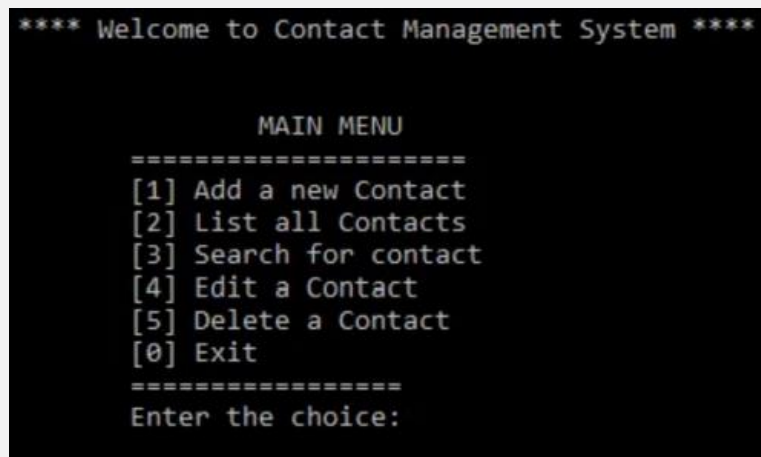 **** Welcome to Contact Management System ****
MAIN MENU
=====================
[1] Add a new Contact
[2] List all Contacts
[3] Search for contact
[4] Edit a Contact
[5] Delete a Contact
[0] Exit
=================
Enter the choice: